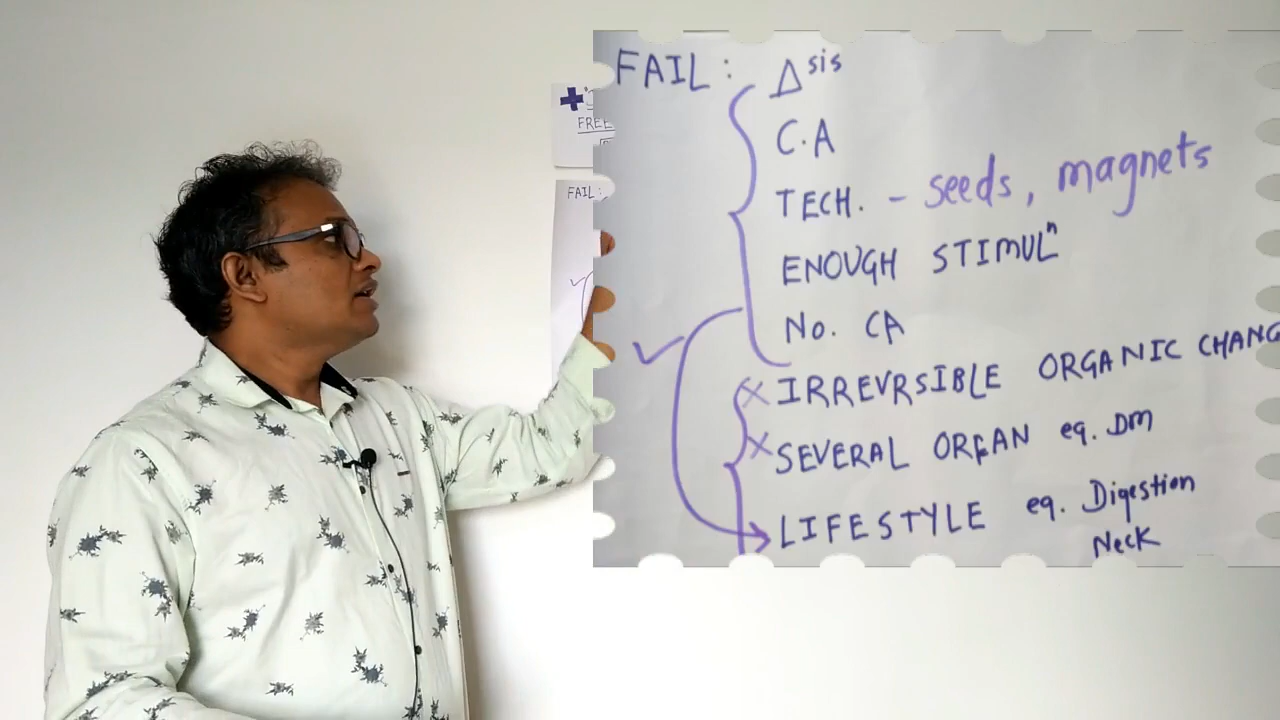 FREE
FAIL:
FAIL: Δsis
C.A
TECH. - seeds, magnets
ENOUGH STIMULn
No. CA
✓
X IRREVRSIBLE ORGANIC CHANG
X SEVERAL ORGAN eg. DM
LIFESTYLE eg. Digestion
Neck